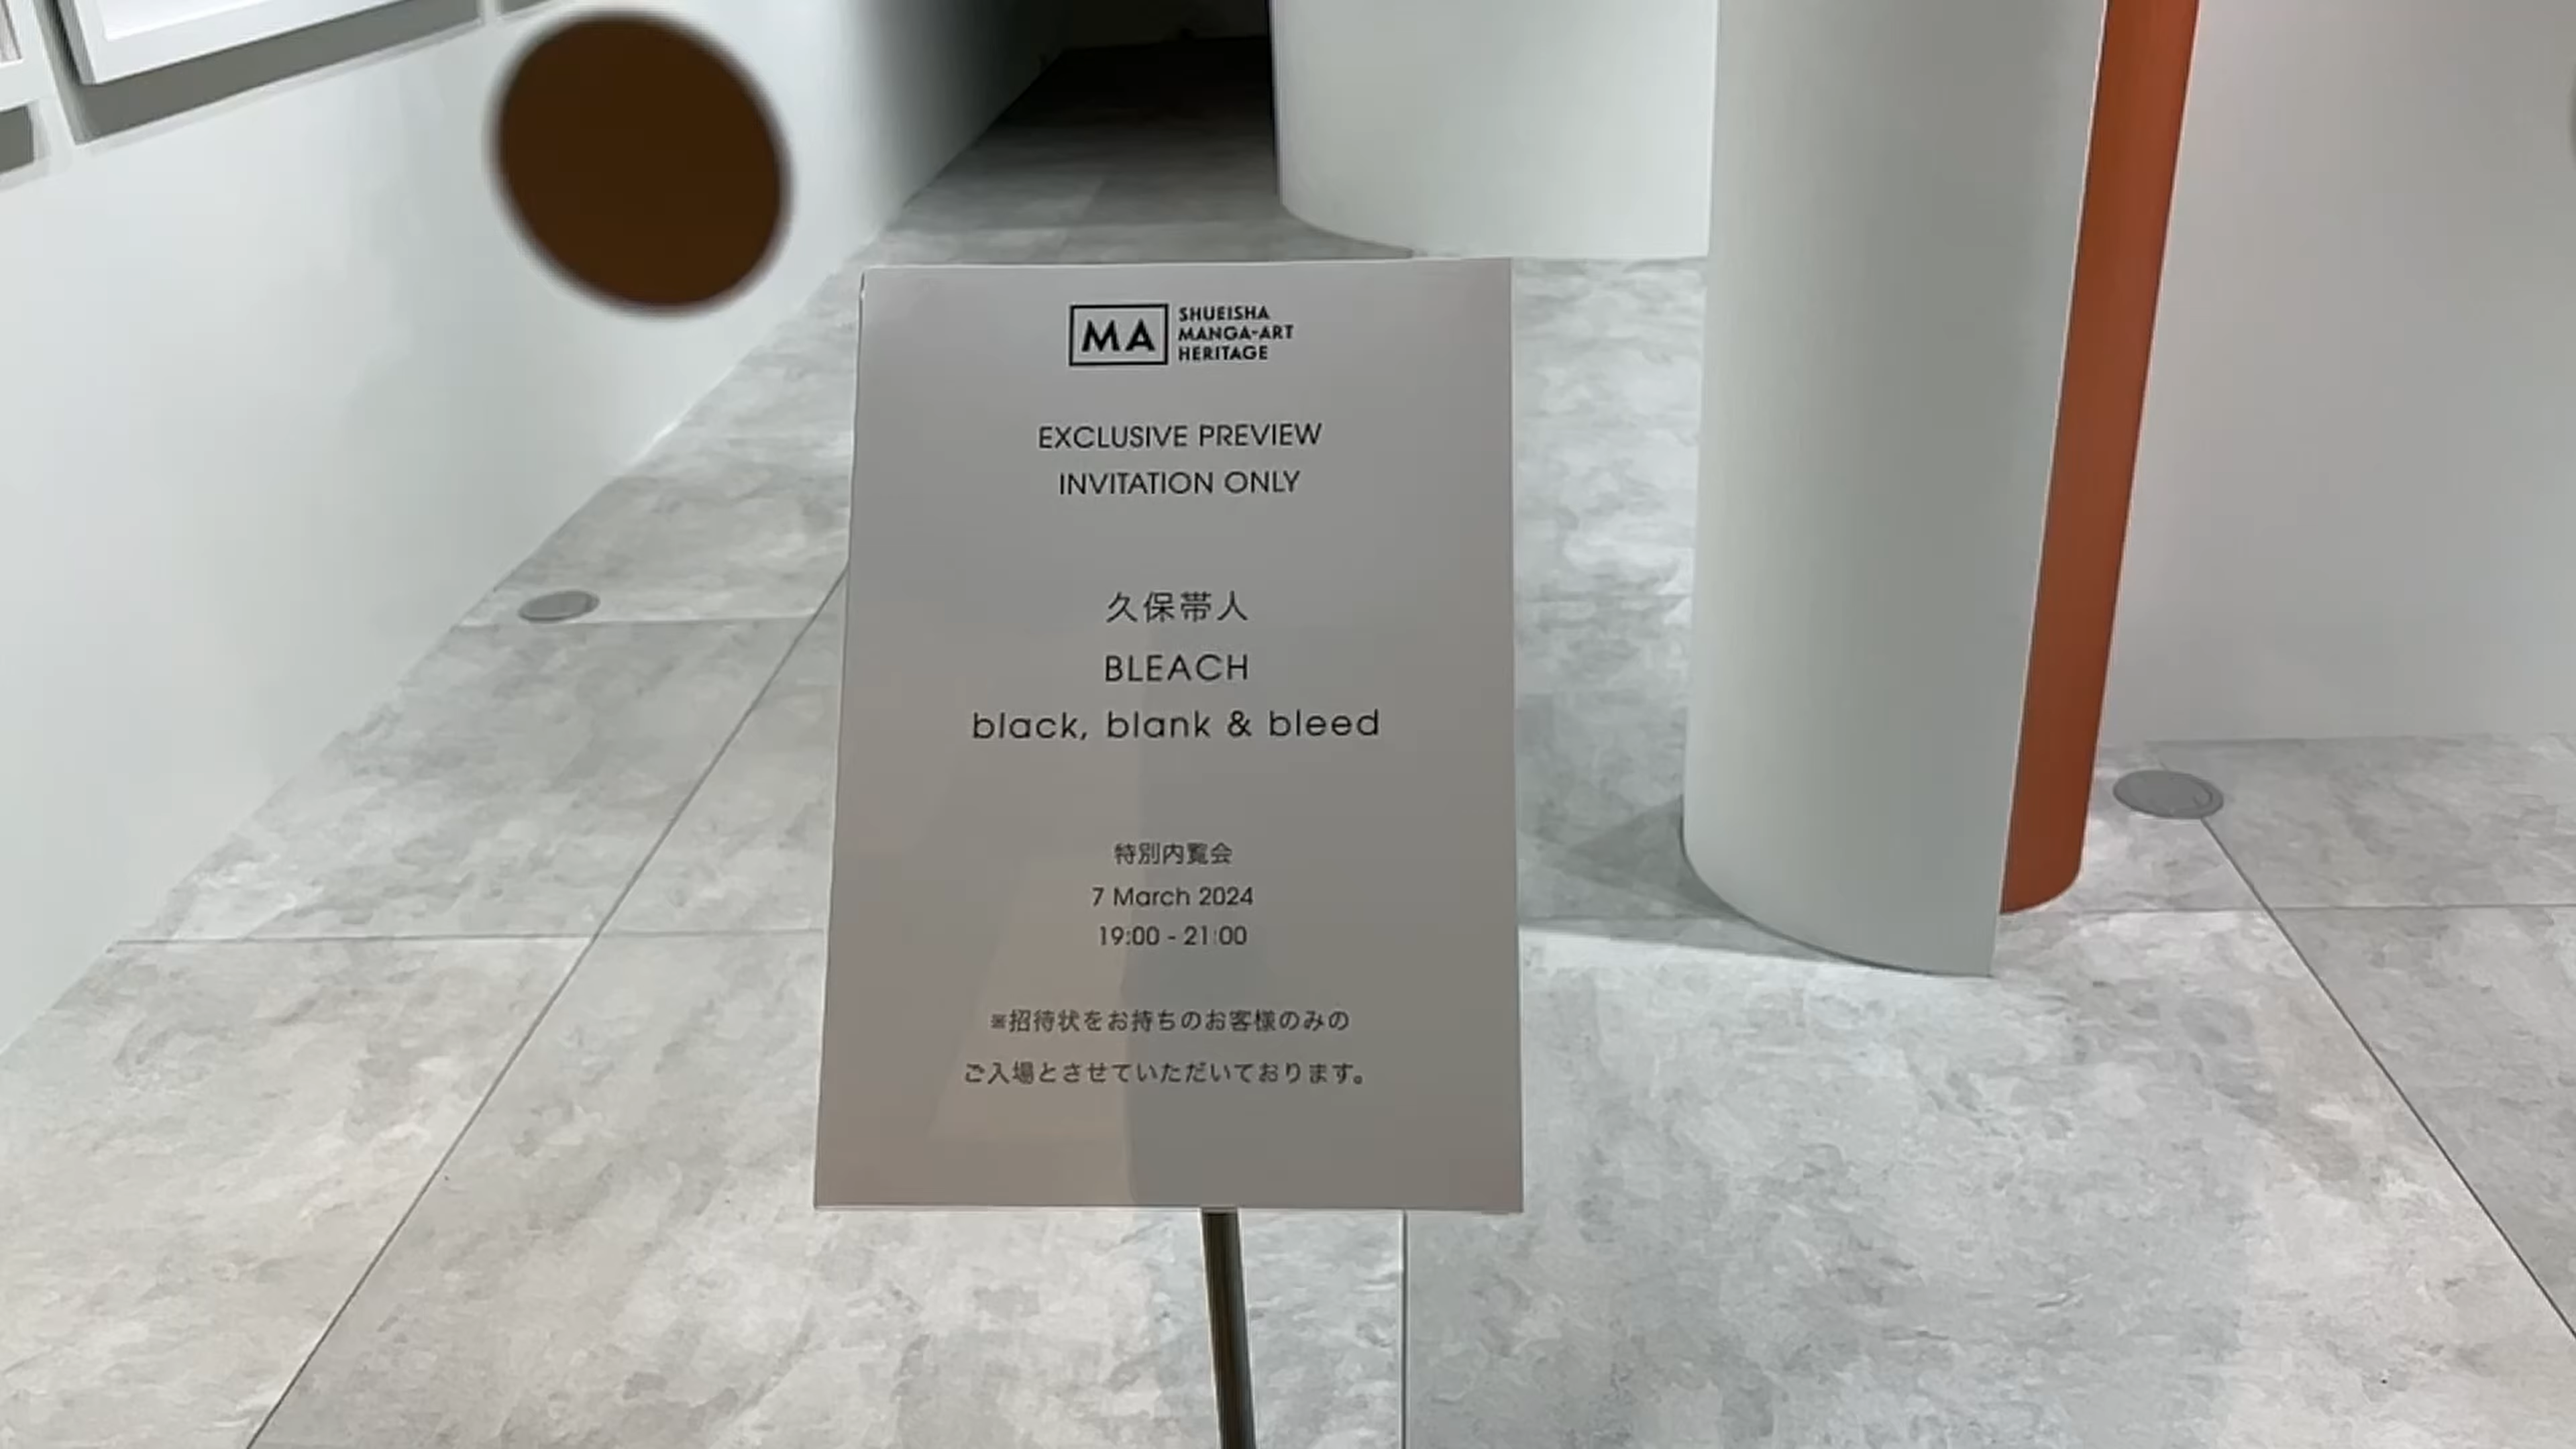 MA
SHUEISHA
MANGA-ART
HERITAGE
EXCLUSIVE PREVIEW
INVITATION ONLY
久保帯人
BLEACH
black, blank & bleed
特別内覧会
7 March 2024
19:00 - 21:00
※招待状をお持ちのお客様のみの
ご入場とさせていただいております。